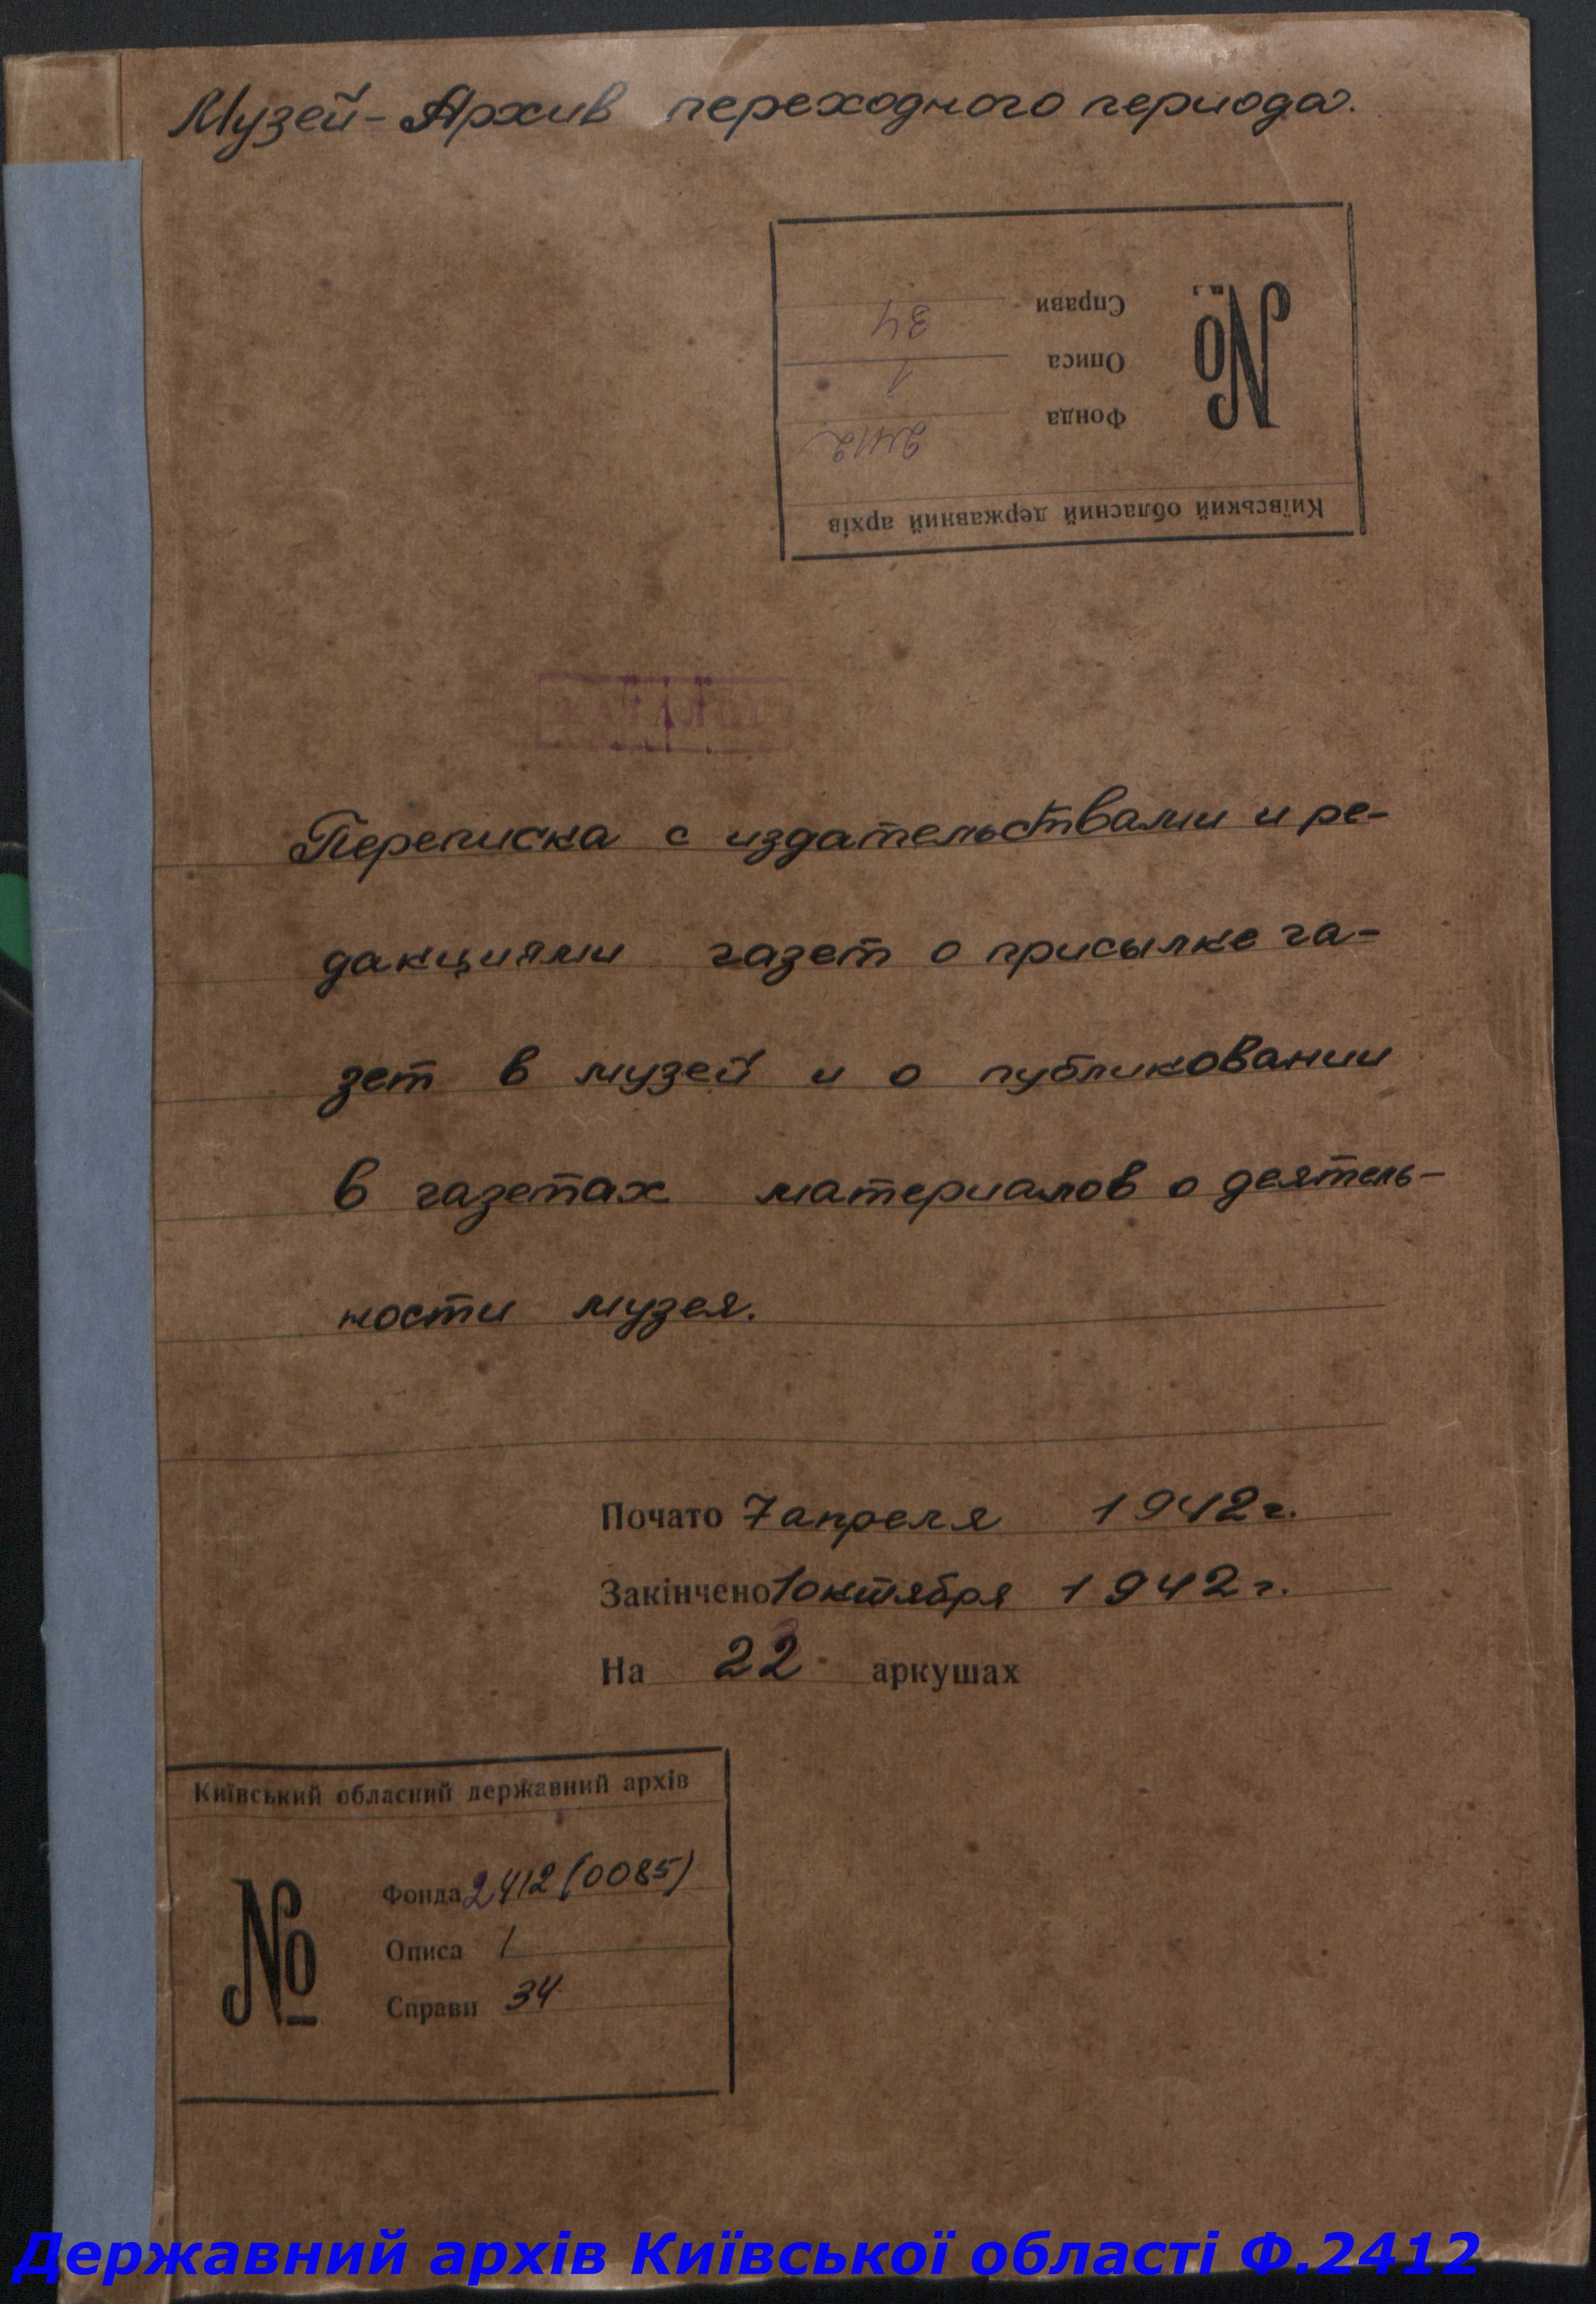 Музей-Архив переходного периода.
Київський обласний державний архів
№
Фонда 2412
Описа 1
Справи 34
КАТАЛОГ
Переписка с издательствами и ре-
дакциями газет о присылке га-
зет в музей и о публиковании
в газетах материалов о деятель-
ности музея.
Почато 7 апреля 1942 г.
Закінчено 1 октября 1942 г.
На 22 аркушах
Київський обласний державний архів
№
Фонда 2412 (0085)
Описа 1
Справи 34
Державний архів Київської області Ф.2412